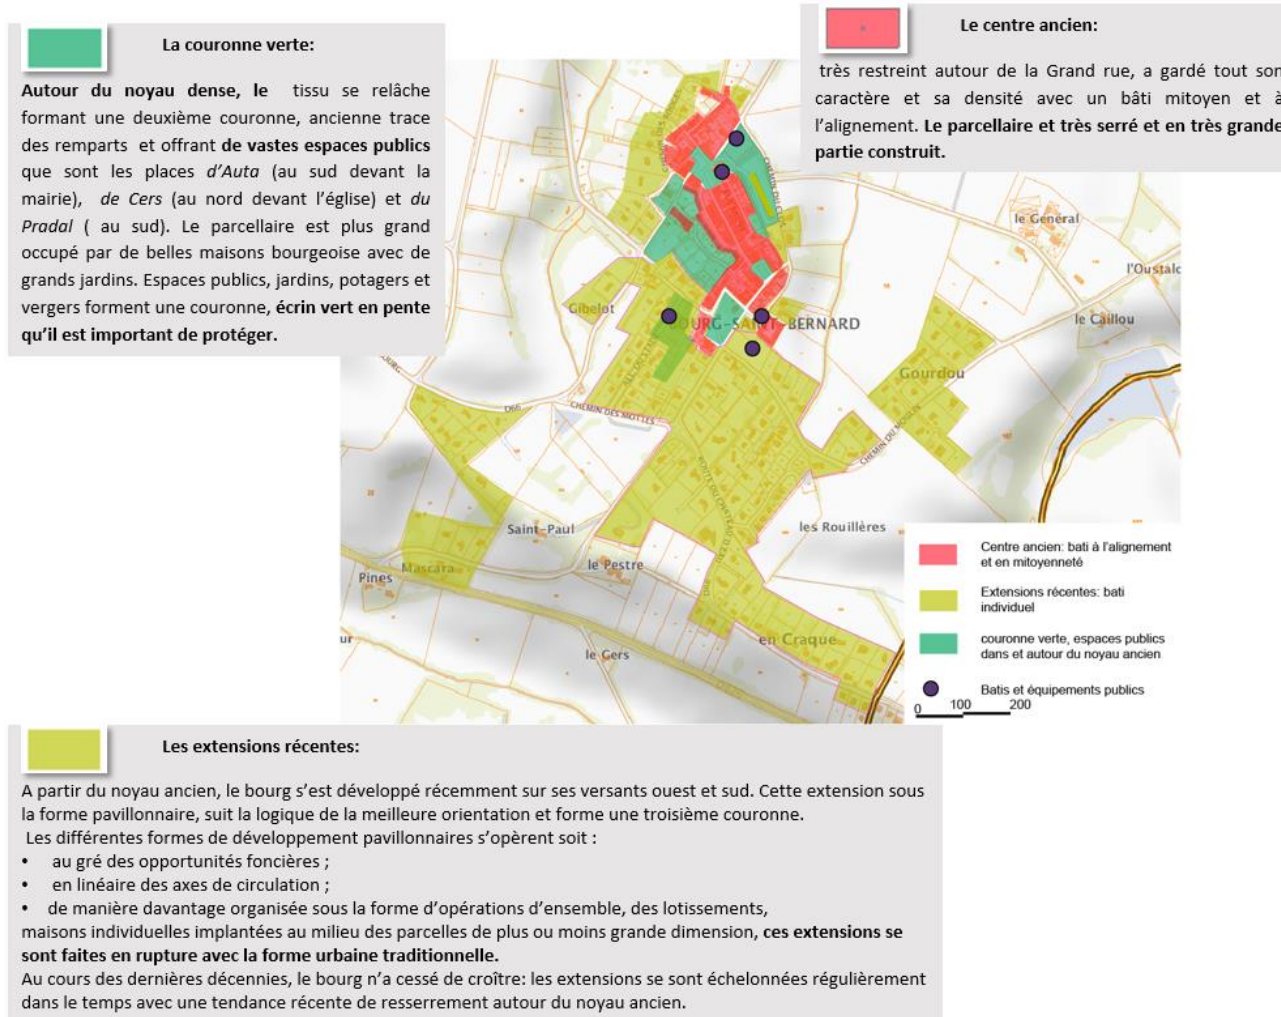 La couronne verte:
Autour du noyau dense, le tissu se relâche
formant une deuxième couronne, ancienne trace
des remparts et offrant de vastes espaces publics
que sont les places d'Auta (au sud devant la
mairie), de Cers (au nord devant l'église) et du
Pradal ( au sud). Le parcellaire est plus grand
occupé par de belles maisons bourgeoise avec de
grands jardins. Espaces publics, jardins, potagers et
vergers forment une couronne, écrin vert en pente
qu'il est important de protéger.
Le centre ancien:
très restreint autour de la Grand rue, a gardé tout son
caractère et sa densité avec un bâti mitoyen et à
l'alignement. Le parcellaire et très serré et en très grande
partie construit.
le Général
l'Oustalc
le Caillou
Gibelot
OURG-SAINT-BERNARD
Gourdou
OURG
D66
CHEMIN DES MOTTES
CHEMIN DU MOULIN
ROUTE DU CHATEAU
Saint-Paul
les Rouillères
le Pestre
Mascara
Pines
ur
en Craque
le Gers
Centre ancien: bati à l'alignement
et en mitoyenneté
Extensions récentes: bati
individuel
couronne verte, espaces publics
dans et autour du noyau ancien
Batis et équipements publics
0 100 200
Les extensions récentes:
A partir du noyau ancien, le bourg s'est développé récemment sur ses versants ouest et sud. Cette extension sous
la forme pavillonnaire, suit la logique de la meilleure orientation et forme une troisième couronne.
Les différentes formes de développement pavillonnaires s'opèrent soit :
• au gré des opportunités foncières ;
• en linéaire des axes de circulation ;
• de manière davantage organisée sous la forme d'opérations d'ensemble, des lotissements,
maisons individuelles implantées au milieu des parcelles de plus ou moins grande dimension, ces extensions se
sont faites en rupture avec la forme urbaine traditionnelle.
Au cours des dernières décennies, le bourg n'a cessé de croître: les extensions se sont échelonnées régulièrement
dans le temps avec une tendance récente de resserrement autour du noyau ancien.